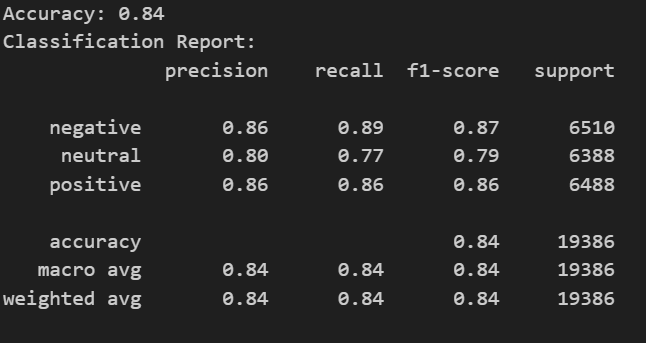 Accuracy: 0.84
Classification Report:
precision recall f1-score support
negative 0.86 0.89 0.87 6510
neutral 0.80 0.77 0.79 6388
positive 0.86 0.86 0.86 6488
accuracy 0.84 19386
macro avg 0.84 0.84 0.84 19386
weighted avg 0.84 0.84 0.84 19386